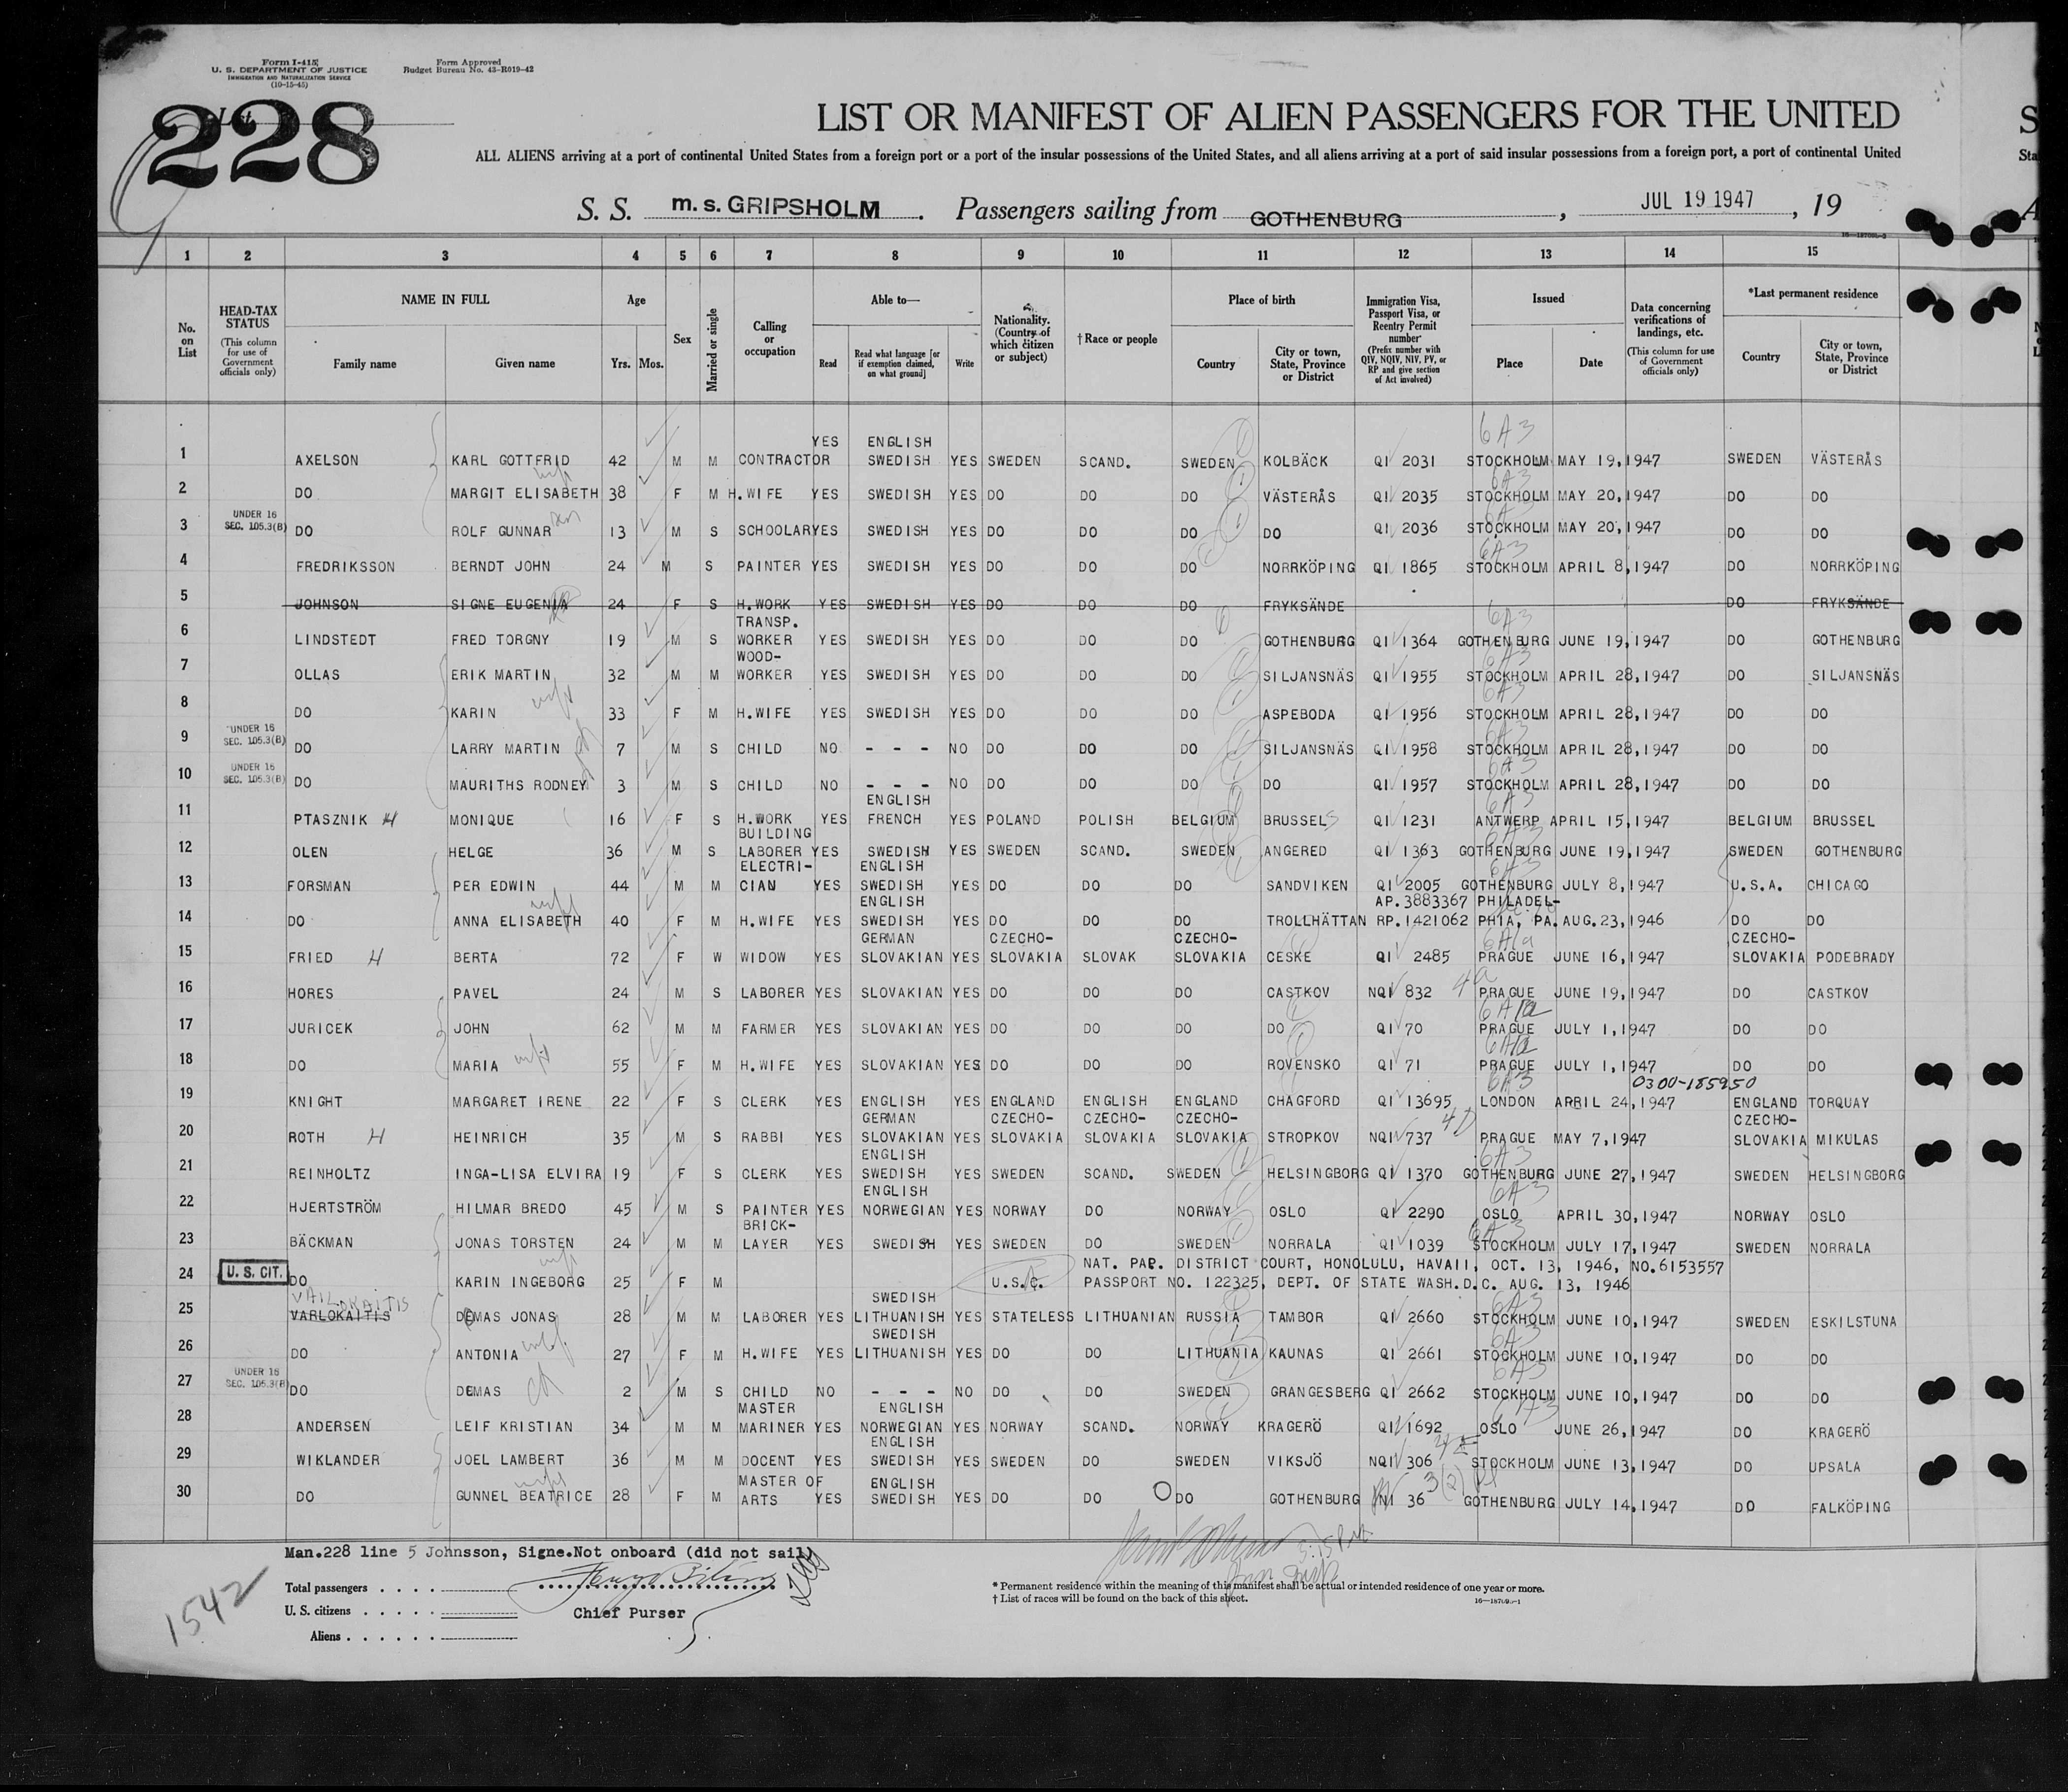 Form I-415
U. S. DEPARTMENT OF JUSTICE
IMMIGRATION AND NATURALIZATION SERVICE
(10-15-45)
Form Approved
Budget Bureau No. 43-R019-42
228
LIST OR MANIFEST OF ALIEN PASSENGERS FOR THE UNITED
ALL ALIENS arriving at a port of continental United States from a foreign port or a port of the insular possessions of the United States, and all aliens arriving at a port of said insular possessions from a foreign port, a port of continental United
S. S. m. s. GRIPSHOLM . Passengers sailing from GOTHENBURG , JUL 19 1947 , 19
1 2 3 4 5 6 7 8 9 10 11 12 13 14 15
No. on List
HEAD-TAX STATUS (This column for use of Government officials only)
NAME IN FULL
Family name Given name
Age
Yrs. Mos.
Sex
Married or single
Calling or occupation
Able to—
Read Read what language [or if exemption claimed, on what ground] Write
Nationality. (Country of which citizen or subject)
† Race or people
Place of birth
Country City or town, State, Province or District
Immigration Visa, Passport Visa, or Reentry Permit number (Prefix number with QIV, NQIV, NIV, PV, or RP and give section of Act involved)
Issued
Place Date
Data concerning verifications of landings, etc. (This column for use of Government officials only)
*Last permanent residence
Country City or town, State, Province or District
1 AXELSON KARL GOTTFRID 42 M M CONTRACTOR YES ENGLISH SWEDISH YES SWEDEN SCAND. SWEDEN KOLBÄCK QI 2031 STOCKHOLM MAY 19,1947 SWEDEN VÄSTERÅS 6A3
2 DO MARGIT ELISABETH 38 F M H.WIFE YES SWEDISH YES DO DO DO VÄSTERÅS QI 2035 STOCKHOLM MAY 20,1947 DO DO
3 UNDER 16 SEC. 105.3(B) DO ROLF GUNNAR 13 M S SCHOOLAR YES SWEDISH YES DO DO DO DO QI 2036 STOCKHOLM MAY 20,1947 DO DO
4 FREDRIKSSON BERNDT JOHN 24 M S PAINTER YES SWEDISH YES DO DO DO NORRKÖPING QI 1865 STOCKHOLM APRIL 8,1947 DO NORRKÖPING
5 JOHNSON SIGNE EUGENIA 24 F S H.WORK YES SWEDISH YES DO DO DO FRYKSÄNDE DO FRYKSÄNDE
6 LINDSTEDT FRED TORGNY 19 M S TRANSP. WORKER YES SWEDISH YES DO DO DO GOTHENBURG QI 1364 GOTHENBURG JUNE 19,1947 DO GOTHENBURG
7 OLLAS ERIK MARTIN 32 M M WOOD- WORKER YES SWEDISH YES DO DO DO SILJANSNÄS QI 1955 STOCKHOLM APRIL 28,1947 DO SILJANSNÄS
8 DO KARIN 33 F M H.WIFE YES SWEDISH YES DO DO DO ASPEBODA QI 1956 STOCKHOLM APRIL 28,1947 DO DO
9 UNDER 16 SEC. 105.3(B) DO LARRY MARTIN 7 M S CHILD NO - - - NO DO DO DO SILJANSNÄS QI 1958 STOCKHOLM APRIL 28,1947 DO DO
10 UNDER 16 SEC. 105.3(B) DO MAURITHS RODNEY 3 M S CHILD NO - - - NO DO DO DO DO QI 1957 STOCKHOLM APRIL 28,1947 DO DO
11 PTASZNIK H MONIQUE 16 F S H.WORK YES ENGLISH FRENCH YES POLAND POLISH BELGIUM BRUSSELS QI 1231 ANTWERP APRIL 15,1947 BELGIUM BRUSSEL
12 OLEN HELGE 36 M S BUILDING LABORER YES SWEDISH YES SWEDEN SCAND. SWEDEN ANGERED QI 1363 GOTHENBURG JUNE 19,1947 SWEDEN GOTHENBURG
13 FORSMAN PER EDWIN 44 M M ELECTRI- CIAN YES ENGLISH SWEDISH YES DO DO DO SANDVIKEN QI 2005 GOTHENBURG JULY 8,1947 U.S.A. CHICAGO
14 DO ANNA ELISABETH 40 F M H.WIFE YES ENGLISH SWEDISH YES DO DO DO TROLLHÄTTAN AP.3883367 RP.1421062 PHILADEL- PHIA, PA. AUG.23,1946 DO DO
15 FRIED H BERTA 72 F W WIDOW YES GERMAN SLOVAKIAN YES CZECHO- SLOVAKIA SLOVAK CZECHO- SLOVAKIA CESKE QI 2485 PRAGUE JUNE 16,1947 CZECHO- SLOVAKIA PODEBRADY
16 HORES PAVEL 24 M S LABORER YES SLOVAKIAN YES DO DO DO CASTKOV NQI 832 4a PRAGUE JUNE 19,1947 DO CASTKOV
17 JURICEK JOHN 62 M M FARMER YES SLOVAKIAN YES DO DO DO DO QI 70 PRAGUE JULY 1,1947 DO DO
18 DO MARIA 55 F M H.WIFE YES SLOVAKIAN YES DO DO DO ROVENSKO QI 71 PRAGUE JULY 1,1947 DO DO
0300-185950
19 KNIGHT MARGARET IRENE 22 F S CLERK YES ENGLISH YES ENGLAND ENGLISH ENGLAND CHAGFORD QI 13695 LONDON APRIL 24,1947 ENGLAND TORQUAY
20 ROTH H HEINRICH 35 M S RABBI YES GERMAN SLOVAKIAN YES CZECHO- SLOVAKIA CZECHO- SLOVAKIA CZECHO- SLOVAKIA STROPKOV NQI 737 4D PRAGUE MAY 7,1947 CZECHO- SLOVAKIA MIKULAS
21 REINHOLTZ INGA-LISA ELVIRA 19 F S CLERK YES ENGLISH SWEDISH YES SWEDEN SCAND. SWEDEN HELSINGBORG QI 1370 GOTHENBURG JUNE 27,1947 SWEDEN HELSINGBORG
22 HJERTSTRÖM HILMAR BREDO 45 M S PAINTER YES ENGLISH NORWEGIAN YES NORWAY DO NORWAY OSLO QI 2290 OSLO APRIL 30,1947 NORWAY OSLO
23 BÄCKMAN JONAS TORSTEN 24 M M BRICK- LAYER YES SWEDISH YES SWEDEN DO SWEDEN NORRALA QI 1039 STOCKHOLM JULY 17,1947 SWEDEN NORRALA
24 U. S. CIT. DO KARIN INGEBORG 25 F M U.S.C. NAT. PAP. DISTRICT COURT, HONOLULU, HAVAII, OCT. 13, 1946, NO.6153557 PASSPORT NO. 122325, DEPT. OF STATE WASH.D.C. AUG. 13, 1946
25 VAILOKAITIS VARLOKAITIS DEMAS JONAS 28 M M LABORER YES SWEDISH LITHUANISH YES STATELESS LITHUANIAN RUSSIA TAMBOR QI 2660 STOCKHOLM JUNE 10,1947 SWEDEN ESKILSTUNA
26 DO ANTONIA 27 F M H.WIFE YES SWEDISH LITHUANISH YES DO DO LITHUANIA KAUNAS QI 2661 STOCKHOLM JUNE 10,1947 DO DO
27 UNDER 16 SEC. 105.3(B) DO DEMAS 2 M S CHILD NO - - - NO DO DO SWEDEN GRANGESBERG QI 2662 STOCKHOLM JUNE 10,1947 DO DO
28 ANDERSEN LEIF KRISTIAN 34 M M MASTER MARINER YES ENGLISH NORWEGIAN YES NORWAY SCAND. NORWAY KRAGERÖ QI 1692 OSLO JUNE 26,1947 DO KRAGERÖ
29 WIKLANDER JOEL LAMBERT 36 M M DOCENT YES ENGLISH SWEDISH YES SWEDEN DO SWEDEN VIKSJÖ NQI 306 STOCKHOLM JUNE 13,1947 DO UPSALA
30 DO GUNNEL BEATRICE 28 F M MASTER OF ARTS YES ENGLISH SWEDISH YES DO DO DO GOTHENBURG 36 3(2) GOTHENBURG JULY 14,1947 DO FALKÖPING
Man.228 line 5 Johnsson, Signe.Not onboard (did not sail)
Total passengers . . . .
U. S. citizens . . . . .
Aliens . . . . . .
Chief Purser
1542
* Permanent residence within the meaning of this manifest shall be actual or intended residence of one year or more.
† List of races will be found on the back of this sheet.